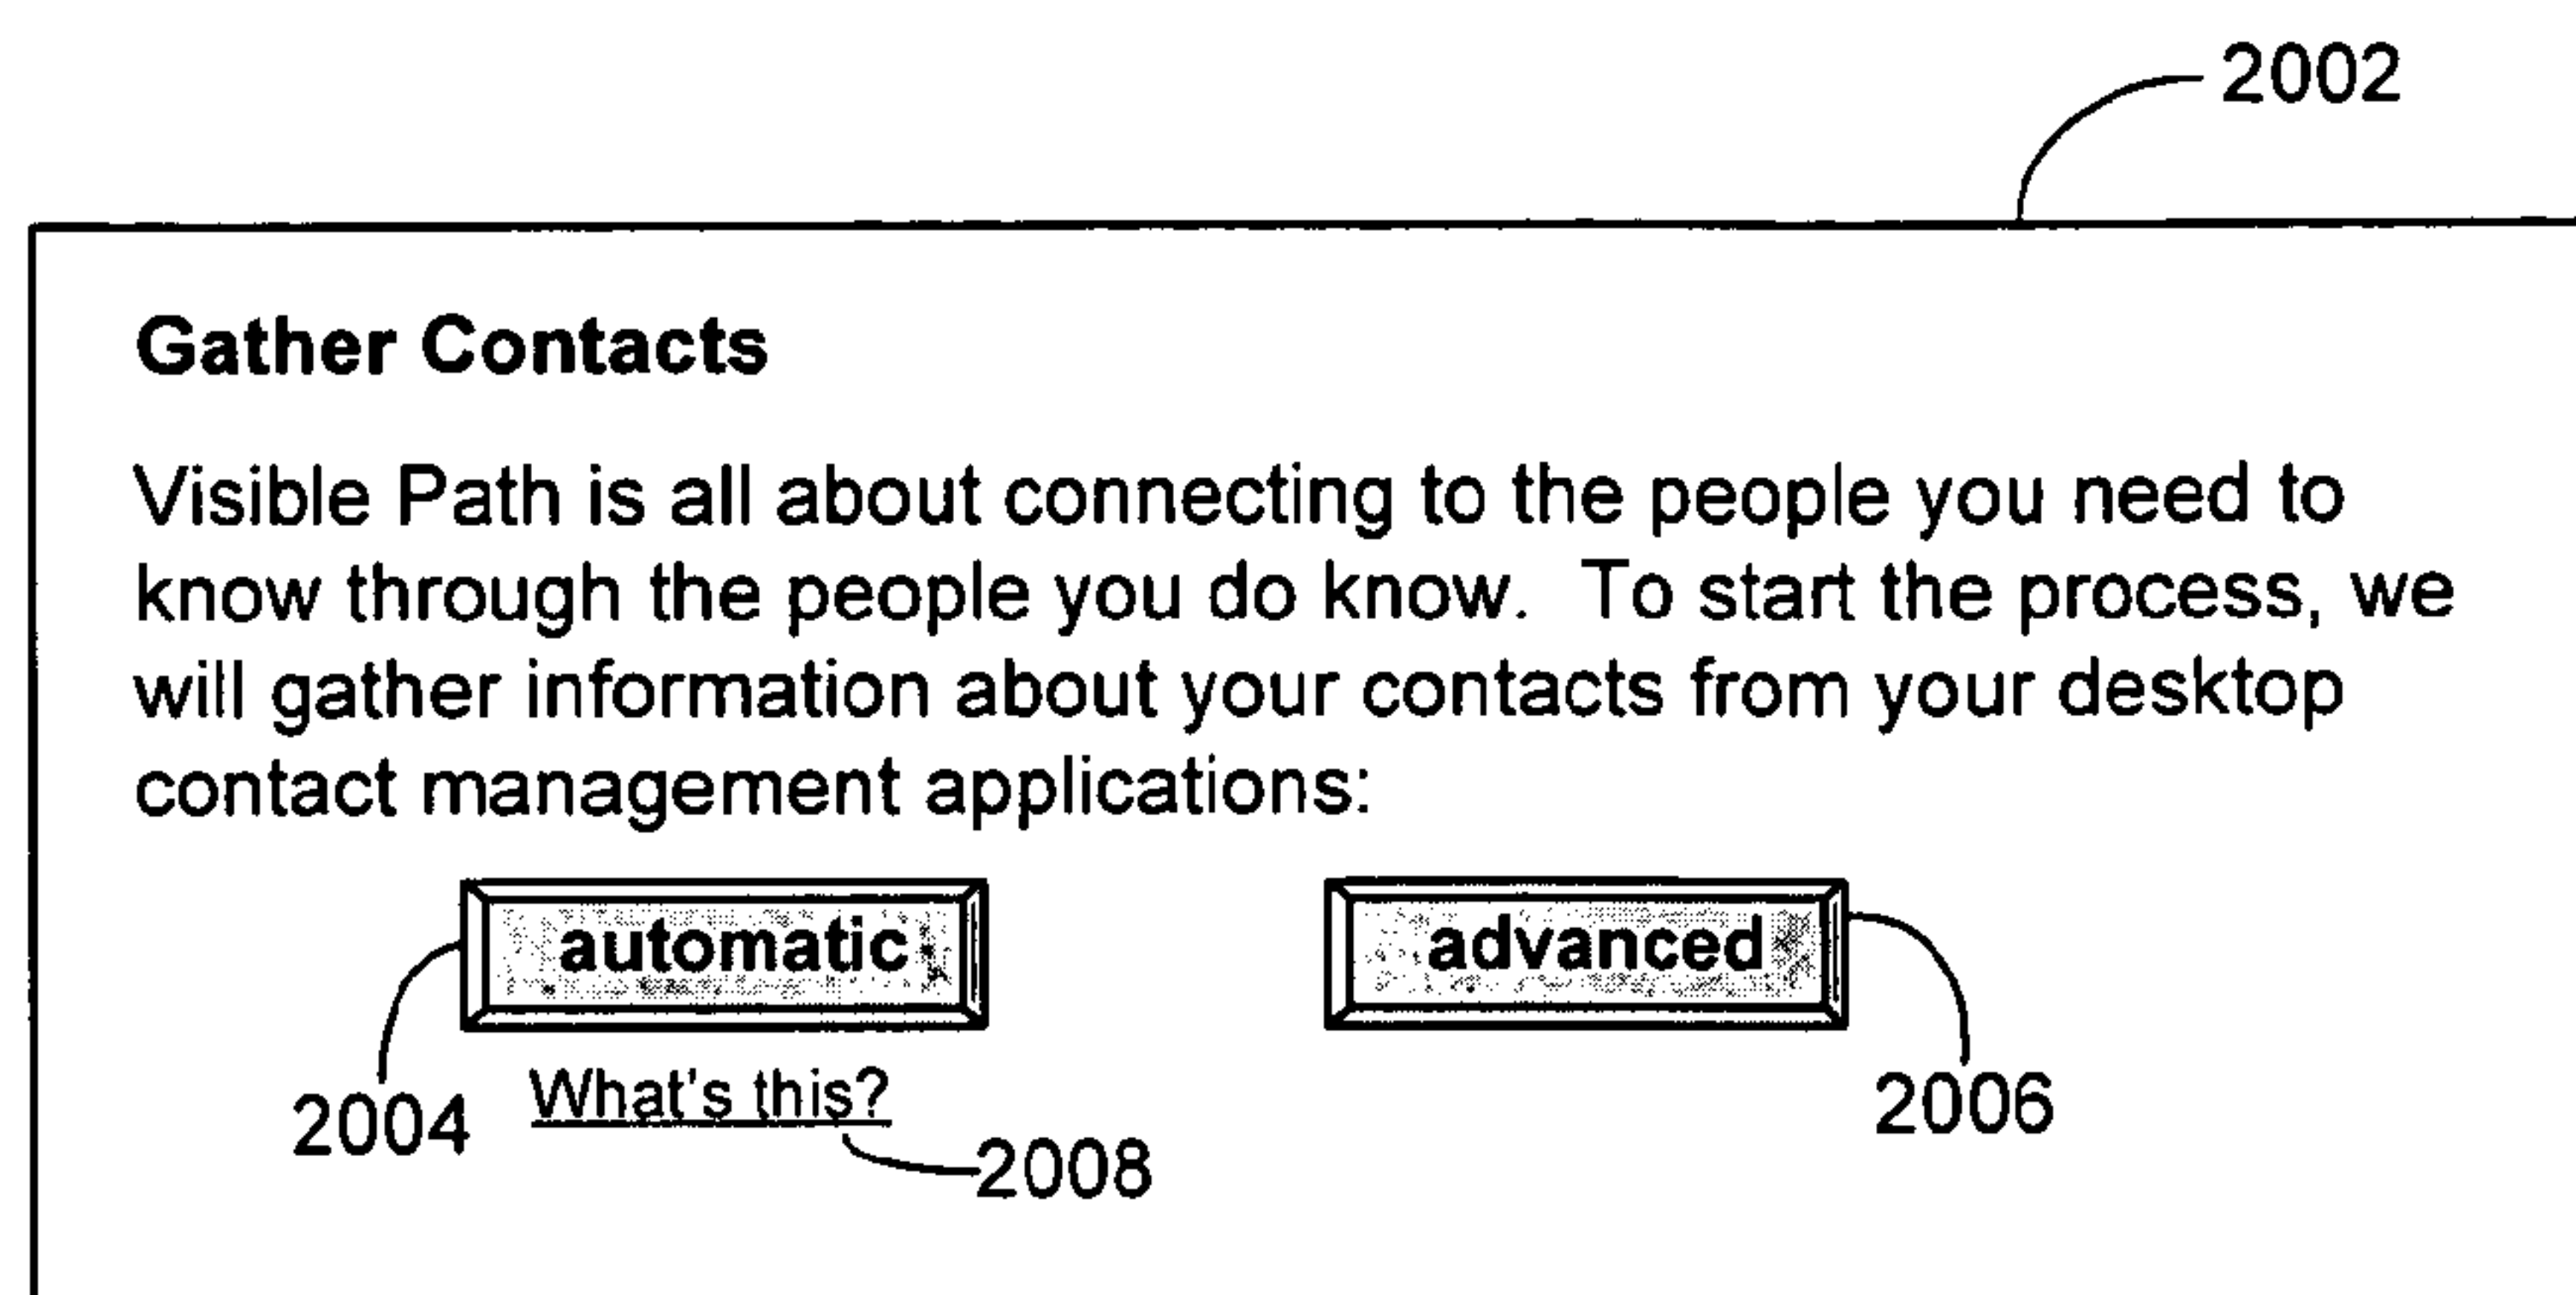 2002
Gather Contacts
Visible Path is all about connecting to the people you need to
know through the people you do know. To start the process, we
will gather information about your contacts from your desktop
contact management applications:
automatic advanced
What's this?
2004 2006
2008